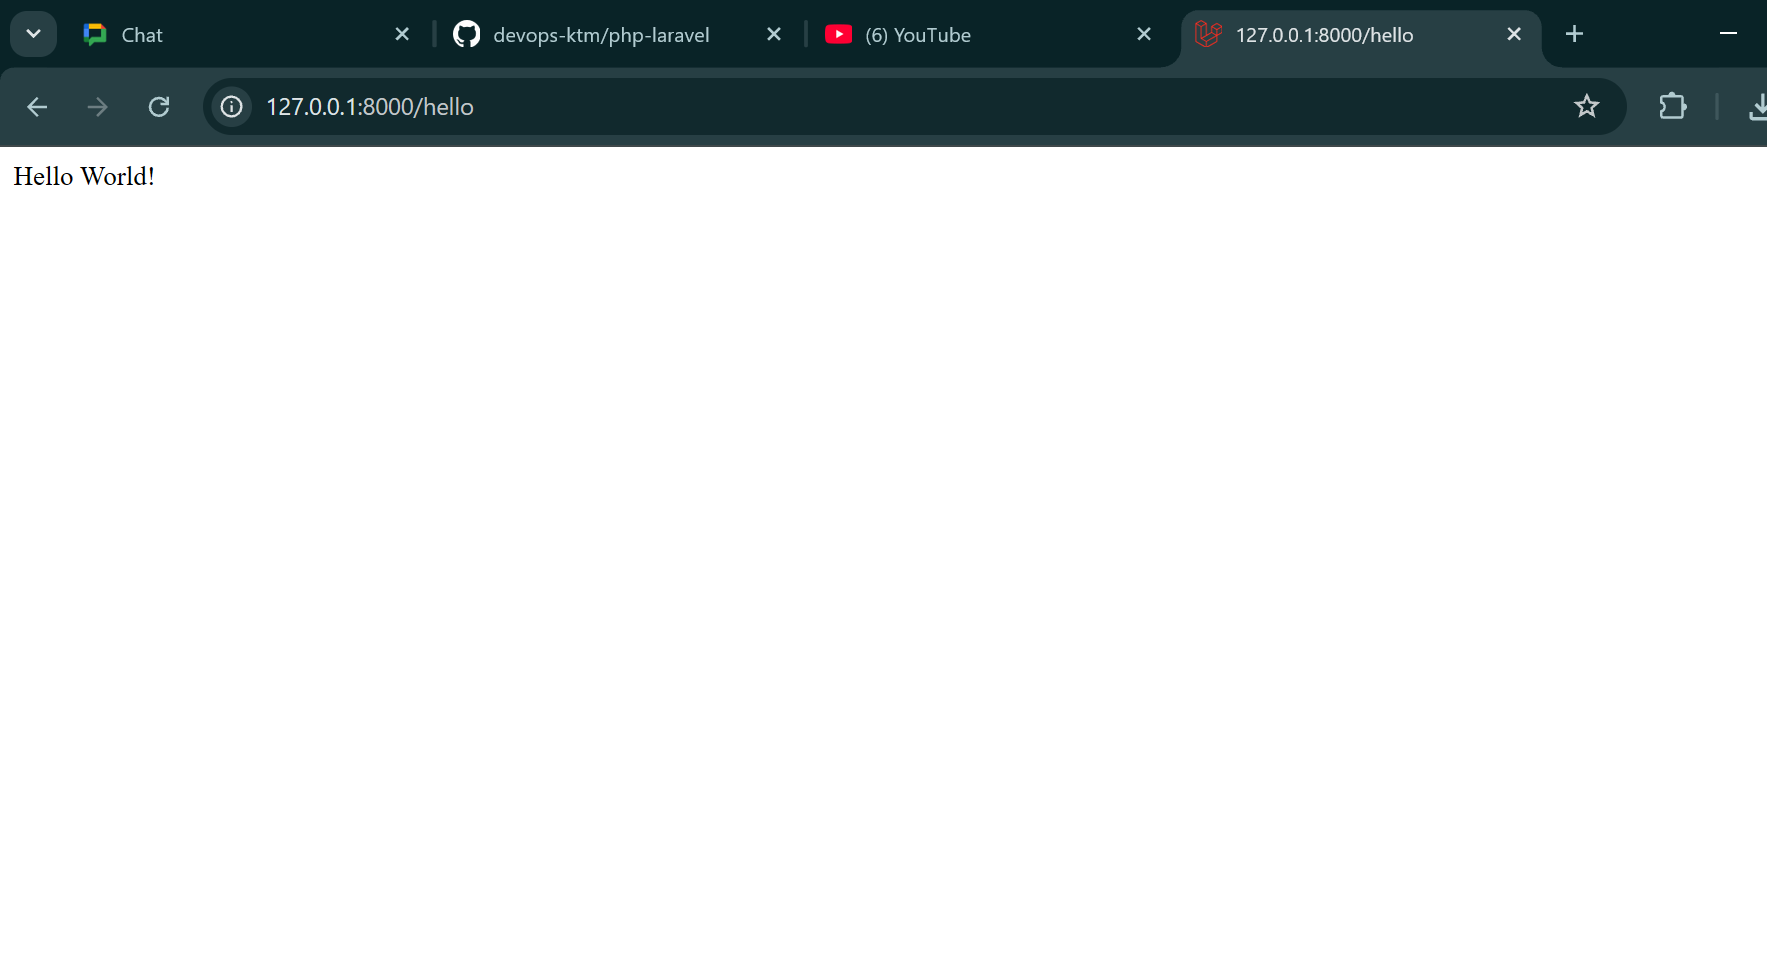 Chat
devops-ktm/php-laravel
(6) YouTube
127.0.0.1:8000/hello
127.0.0.1:8000/hello
Hello World!